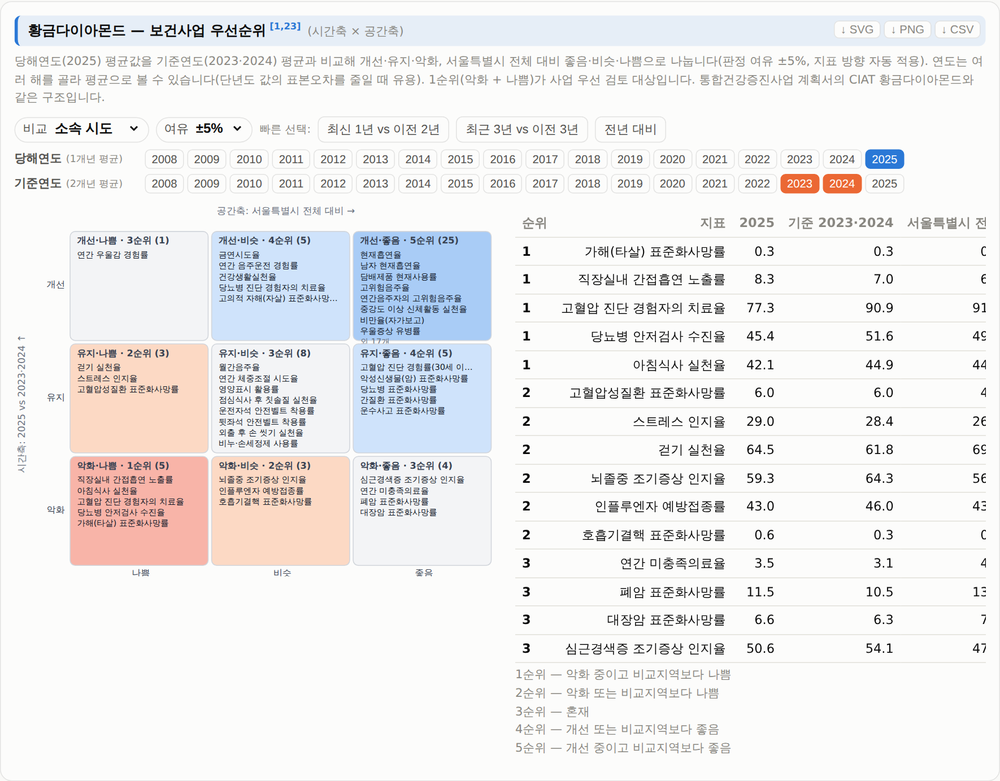 황금다이아몬드 — 보건사업 우선순위 [1,23] (시간축 × 공간축)
↓ SVG
↓ PNG
↓ CSV
당해연도(2025) 평균값을 기준연도(2023·2024) 평균과 비교해 개선·유지·악화, 서울특별시 전체 대비 좋음·비슷·나쁨으로 나눕니다(판정 여유 ±5%, 지표 방향 자동 적용). 연도는 여
러 해를 골라 평균으로 볼 수 있습니다(단년도 값의 표본오차를 줄일 때 유용). 1순위(악화 + 나쁨)가 사업 우선 검토 대상입니다. 통합건강증진사업 계획서의 CIAT 황금다이아몬드와
같은 구조입니다.
비교 소속 시도 여유 ±5% 빠른 선택: 최신 1년 vs 이전 2년 최근 3년 vs 이전 3년 전년 대비
당해연도 (1개년 평균) 2008 2009 2010 2011 2012 2013 2014 2015 2016 2017 2018 2019 2020 2021 2022 2023 2024 2025
기준연도 (2개년 평균) 2008 2009 2010 2011 2012 2013 2014 2015 2016 2017 2018 2019 2020 2021 2022 2023 2024 2025
공간축: 서울특별시 전체 대비 →
시간축: 2025 vs 2023·2024 ↑
개선
개선·나쁨 · 3순위 (1)
연간 우울감 경험률
개선·비슷 · 4순위 (5)
금연시도율
연간 음주운전 경험률
건강생활실천율
당뇨병 진단 경험자의 치료율
고의적 자해(자살) 표준화사망…
개선·좋음 · 5순위 (25)
현재흡연율
남자 현재흡연율
담배제품 현재사용률
고위험음주율
연간음주자의 고위험음주율
중강도 이상 신체활동 실천율
비만율(자가보고)
우울증상 유병률
외 17개
유지
유지·나쁨 · 2순위 (3)
걷기 실천율
스트레스 인지율
고혈압성질환 표준화사망률
유지·비슷 · 3순위 (8)
월간음주율
연간 체중조절 시도율
영양표시 활용률
점심식사 후 칫솔질 실천율
운전자석 안전벨트 착용률
뒷좌석 안전벨트 착용률
외출 후 손 씻기 실천율
비누·손세정제 사용률
유지·좋음 · 4순위 (5)
고혈압 진단 경험률(30세 이…
악성신생물(암) 표준화사망률
당뇨병 표준화사망률
간질환 표준화사망률
운수사고 표준화사망률
악화
악화·나쁨 · 1순위 (5)
직장실내 간접흡연 노출률
아침식사 실천율
고혈압 진단 경험자의 치료율
당뇨병 안저검사 수진율
가해(타살) 표준화사망률
악화·비슷 · 2순위 (3)
뇌졸중 조기증상 인지율
인플루엔자 예방접종률
호흡기결핵 표준화사망률
악화·좋음 · 3순위 (4)
심근경색증 조기증상 인지율
연간 미충족의료율
폐암 표준화사망률
대장암 표준화사망률
나쁨 비슷 좋음
순위 지표 2025 기준 2023·2024 서울특별시 전
1 가해(타살) 표준화사망률 0.3 0.3 0
1 직장실내 간접흡연 노출률 8.3 7.0 6
1 고혈압 진단 경험자의 치료율 77.3 90.9 91
1 당뇨병 안저검사 수진율 45.4 51.6 49
1 아침식사 실천율 42.1 44.9 44
2 고혈압성질환 표준화사망률 6.0 6.0 4
2 스트레스 인지율 29.0 28.4 26
2 걷기 실천율 64.5 61.8 69
2 뇌졸중 조기증상 인지율 59.3 64.3 56
2 인플루엔자 예방접종률 43.0 46.0 43
2 호흡기결핵 표준화사망률 0.6 0.3 0
3 연간 미충족의료율 3.5 3.1 4
3 폐암 표준화사망률 11.5 10.5 13
3 대장암 표준화사망률 6.6 6.3 7
3 심근경색증 조기증상 인지율 50.6 54.1 47
1순위 — 악화 중이고 비교지역보다 나쁨
2순위 — 악화 또는 비교지역보다 나쁨
3순위 — 혼재
4순위 — 개선 또는 비교지역보다 좋음
5순위 — 개선 중이고 비교지역보다 좋음